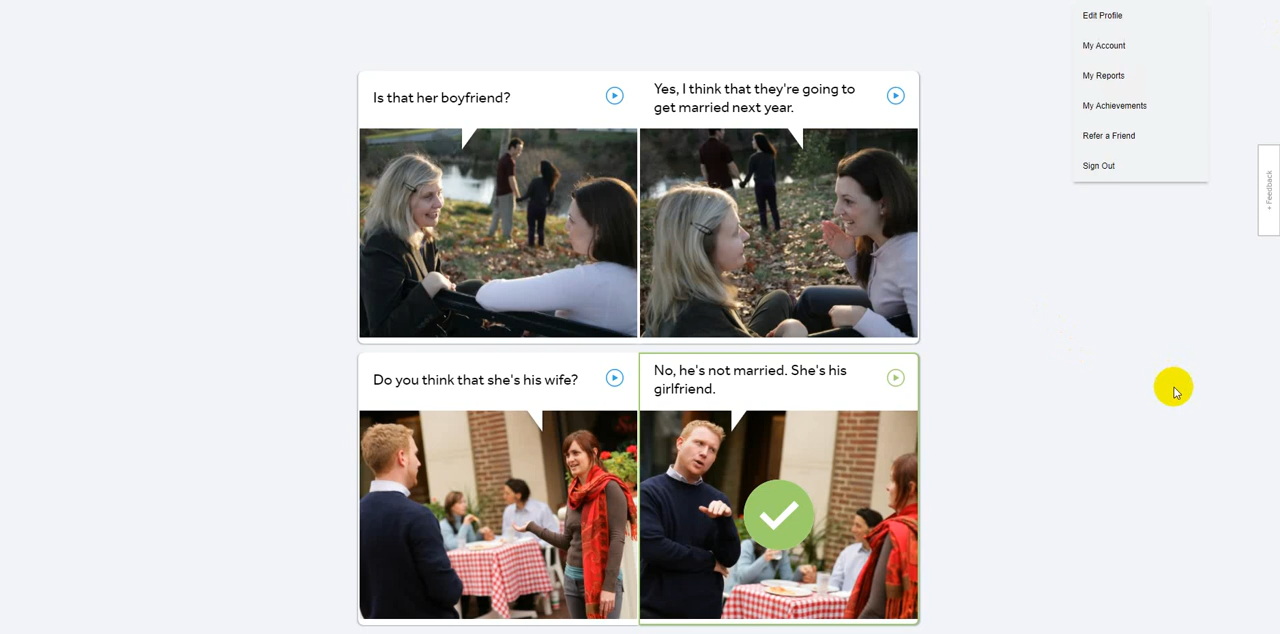 Edit Profile
My Account
My Reports
My Achievements
Refer a Friend
Sign Out
+ Feedback
Is that her boyfriend?
Yes, I think that they're going to
get married next year.
Do you think that she's his wife?
No, he's not married. She's his
girlfriend.